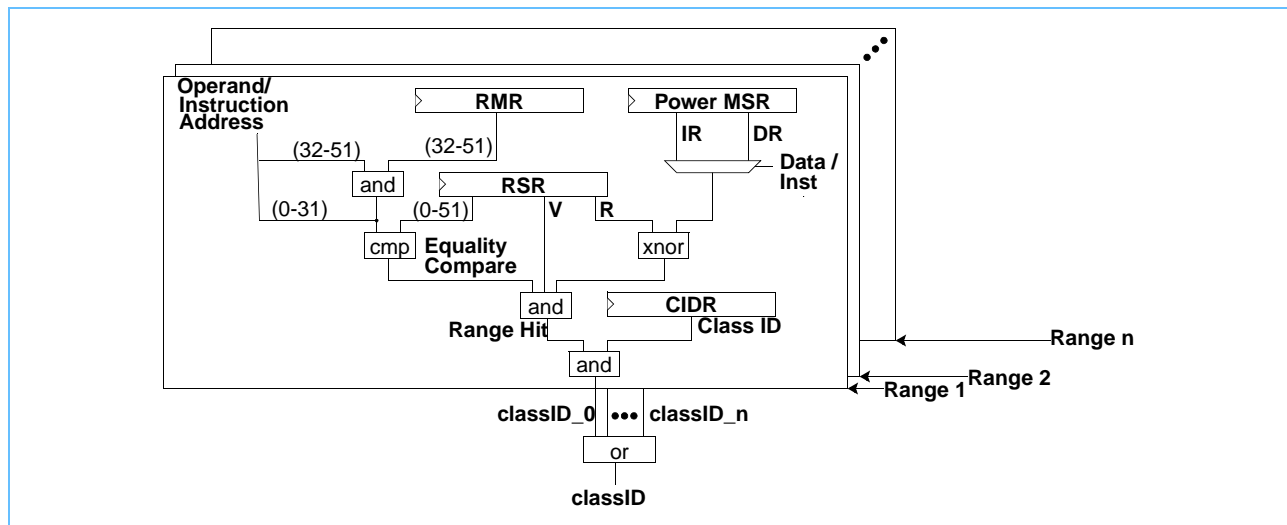 Operand/
Instruction
Address
RMR
Power MSR
IR
DR
(32-51)
(32-51)
Data /
Inst
and
RSR
(0-31)
(0-51)
V
R
cmp
Equality
Compare
xnor
and
CIDR
Range Hit
Class ID
and
Range n
Range 2
Range 1
classID_0
•••
classID_n
or
classID